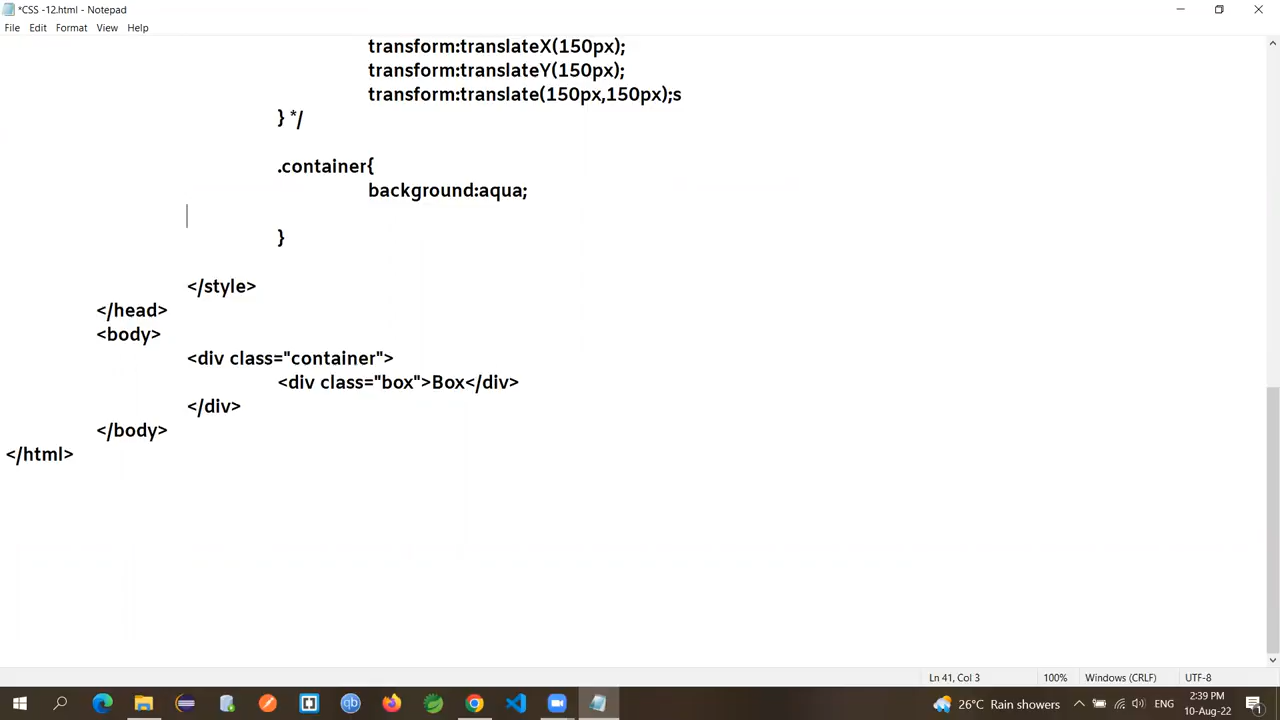 *CSS -12.html - Notepad
File Edit Format View Help
transform:translateX(150px);
transform:translateY(150px);
transform:translate(150px,150px);s
} */
.container{
background:aqua;
}
</style>
</head>
<body>
<div class="container">
<div class="box">Box</div>
</div>
</body>
</html>
Ln 41, Col 3 100% Windows (CRLF) UTF-8
qb 26°C Rain showers ENG 2:39 PM
10-Aug-22 1